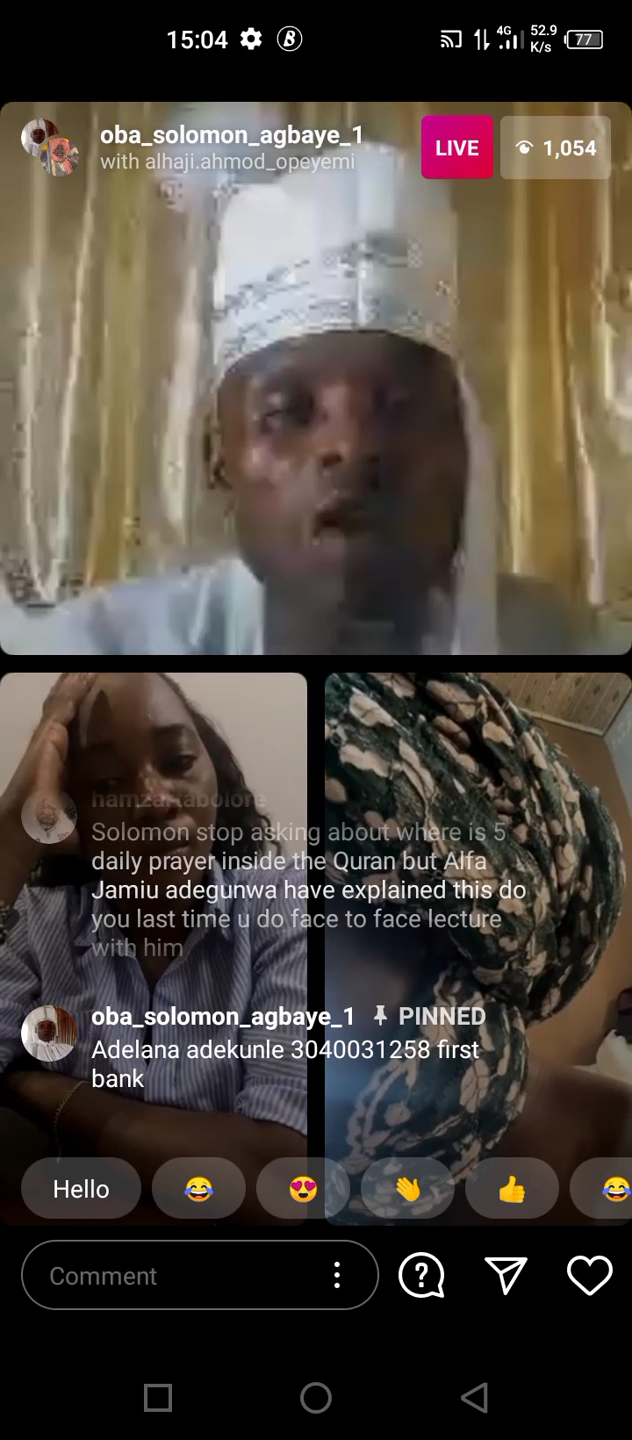 15:04
4G
52.9
K/s
77
oba_solomon_agbaye_1
with alhaji.ahmod_opeyemi
LIVE
1,054
Solomon stop asking about where is 5
daily prayer inside the Quran but Alfa
Jamiu adegunwa have explained this do
you last time u do face to face lecture
with him
oba_solomon_agbaye_1 PINNED
Adelana adekunle 3040031258 first
bank
Hello
Comment